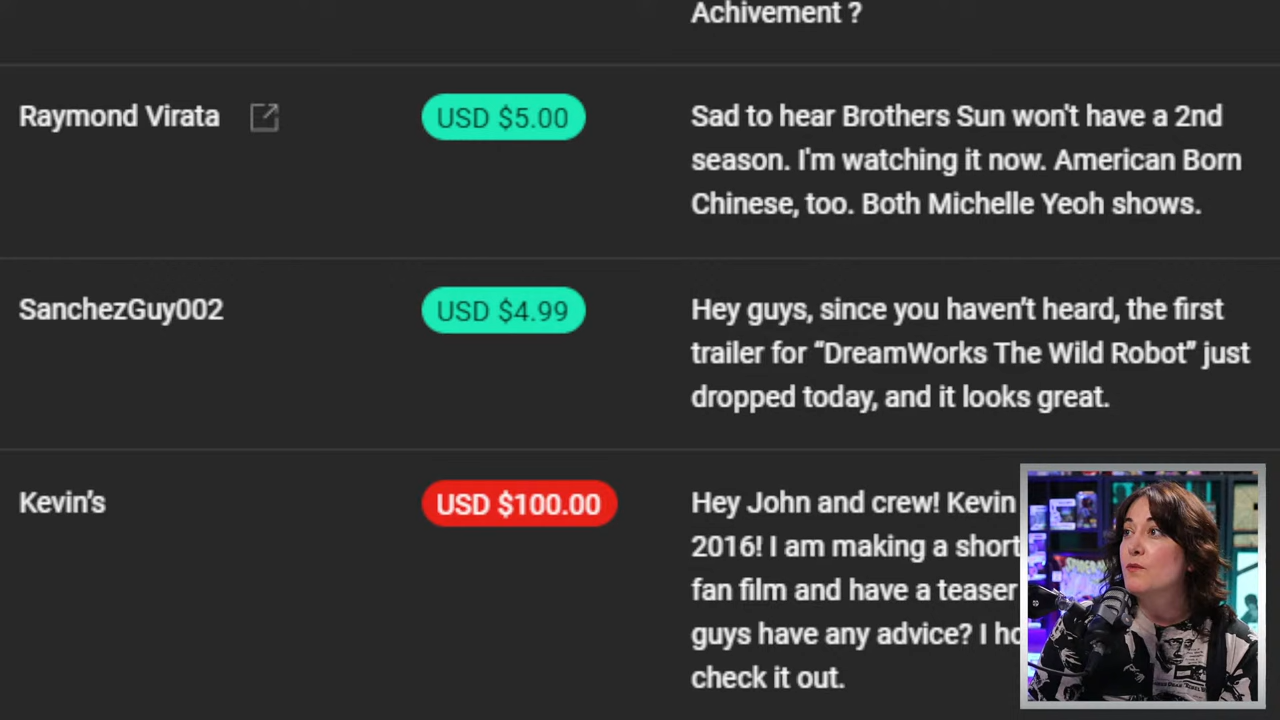 Achivement ?
Raymond Virata
USD $5.00
Sad to hear Brothers Sun won't have a 2nd
season. I'm watching it now. American Born
Chinese, too. Both Michelle Yeoh shows.
SanchezGuy002
USD $4.99
Hey guys, since you haven’t heard, the first
trailer for “DreamWorks The Wild Robot” just
dropped today, and it looks great.
Kevin’s
USD $100.00
Hey John and crew! Kevin
2016! I am making a short
fan film and have a teaser
guys have any advice? I
check it out.